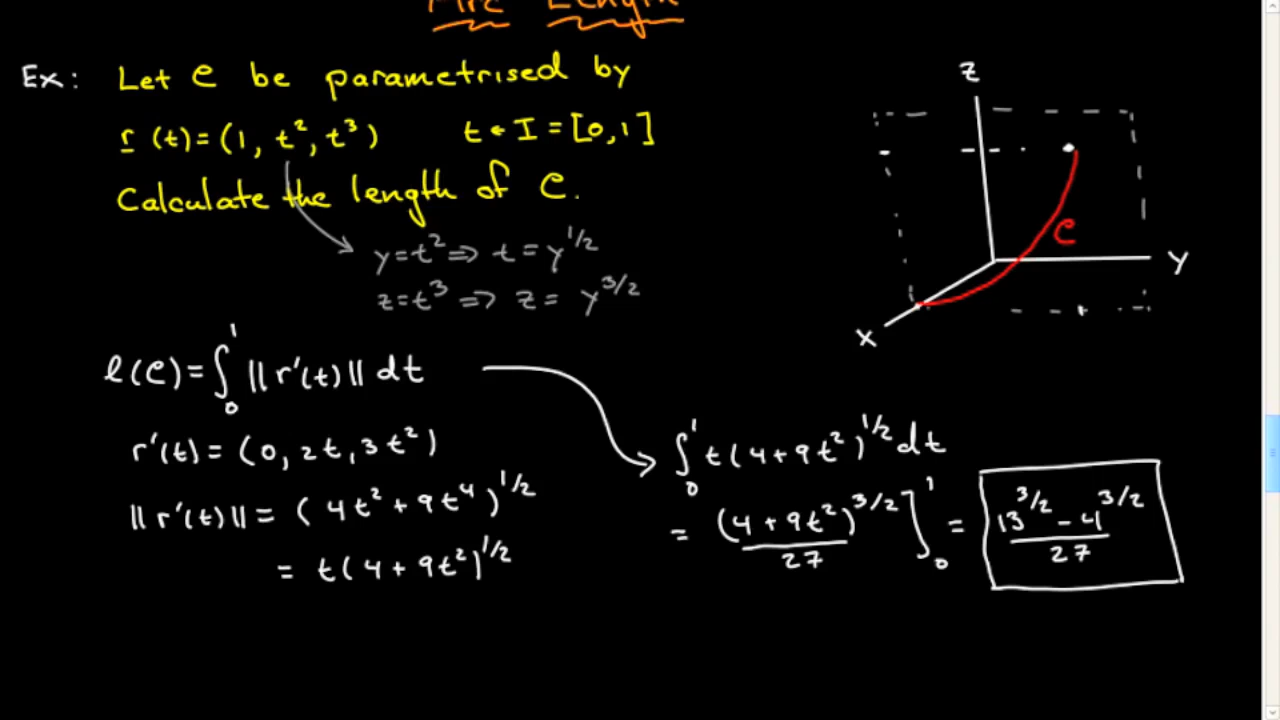 Arc Length
Ex: Let C be parametrised by
r(t) = (1, t², t³) t ∈ I = [0,1]
Calculate the length of C.
y = t² => t = y^1/2
z = t³ => z = y^3/2
z
C
y
x
l(C) = ∫₀¹ ||r'(t)|| dt
r'(t) = (0, 2t, 3t²)
||r'(t)|| = (4t² + 9t⁴)^1/2
= t(4 + 9t²)^1/2
∫₀¹ t(4 + 9t²)^1/2 dt
= (4 + 9t²)^3/2 / 27 ]₀¹ = 13^3/2 - 4^3/2 / 27